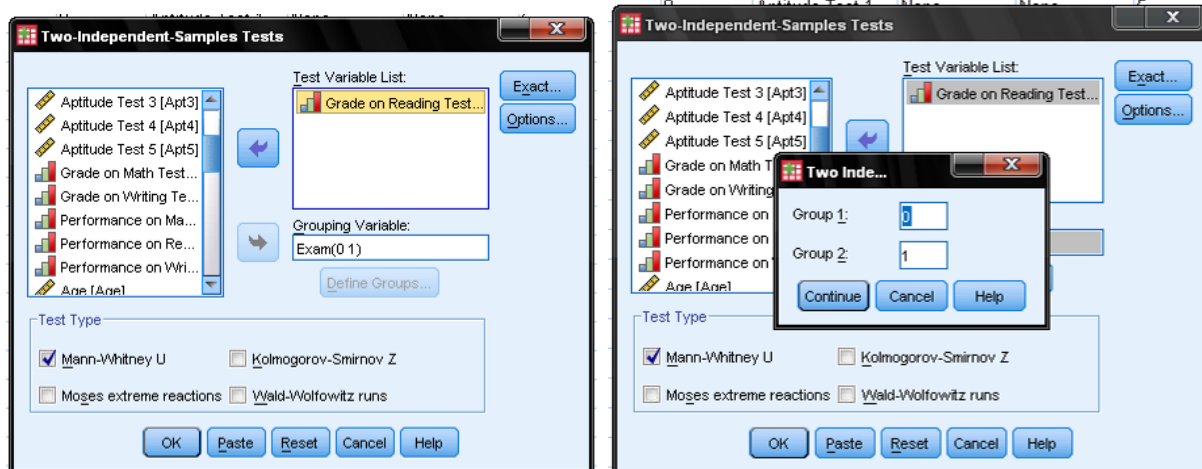 Two-Independent-Samples Tests
Test Variable List:
Aptitude Test 3 [Apt3]
Aptitude Test 4 [Apt4]
Aptitude Test 5 [Apt5]
Grade on Math Test...
Grade on Writing Te...
Performance on Ma...
Performance on Re...
Performance on Wri...
Age [Age]
Grade on Reading Test...
Exact...
Options...
Grouping Variable:
Exam(0 1)
Define Groups...
Test Type
Mann-Whitney U
Kolmogorov-Smirnov Z
Moses extreme reactions
Wald-Wolfowitz runs
OK
Paste
Reset
Cancel
Help
Aptitude Test 1
None
None
Two-Independent-Samples Tests
Test Variable List:
Aptitude Test 3 [Apt3]
Aptitude Test 4 [Apt4]
Aptitude Test 5 [Apt5]
Grade on Math T
Grade on Writing
Performance on
Performance on
Performance on
Age [Age]
Grade on Reading Test...
Exact...
Options...
Two Inde...
Group 1:
0
Group 2:
1
Continue
Cancel
Help
Test Type
Mann-Whitney U
Kolmogorov-Smirnov Z
Moses extreme reactions
Wald-Wolfowitz runs
OK
Paste
Reset
Cancel
Help